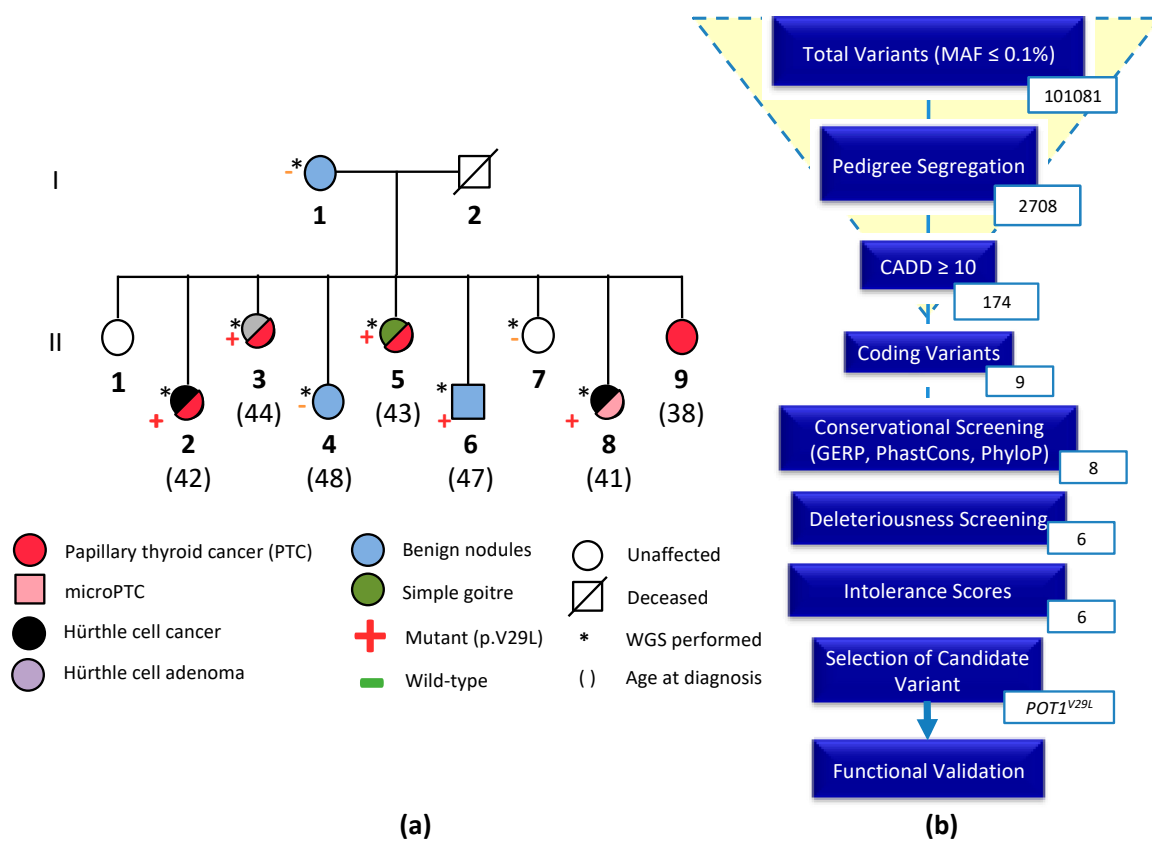 I
-*
1
2
II
1
*
+
2
(42)
*
+
3
(44)
*
-
4
(48)
*
+
5
(43)
*
+
6
(47)
*
-
7
*
+
8
(41)
9
(38)
Papillary thyroid cancer (PTC)
microPTC
Hürthle cell cancer
Hürthle cell adenoma
Benign nodules
Simple goitre
+ Mutant (p.V29L)
- Wild-type
Unaffected
Deceased
* WGS performed
( ) Age at diagnosis
(a)
Total Variants (MAF ≤ 0.1%)
101081
Pedigree Segregation
2708
CADD ≥ 10
174
Coding Variants
9
Conservational Screening
(GERP, PhastCons, PhyloP)
8
Deleteriousness Screening
6
Intolerance Scores
6
Selection of Candidate
Variant
POT1V29L
Functional Validation
(b)